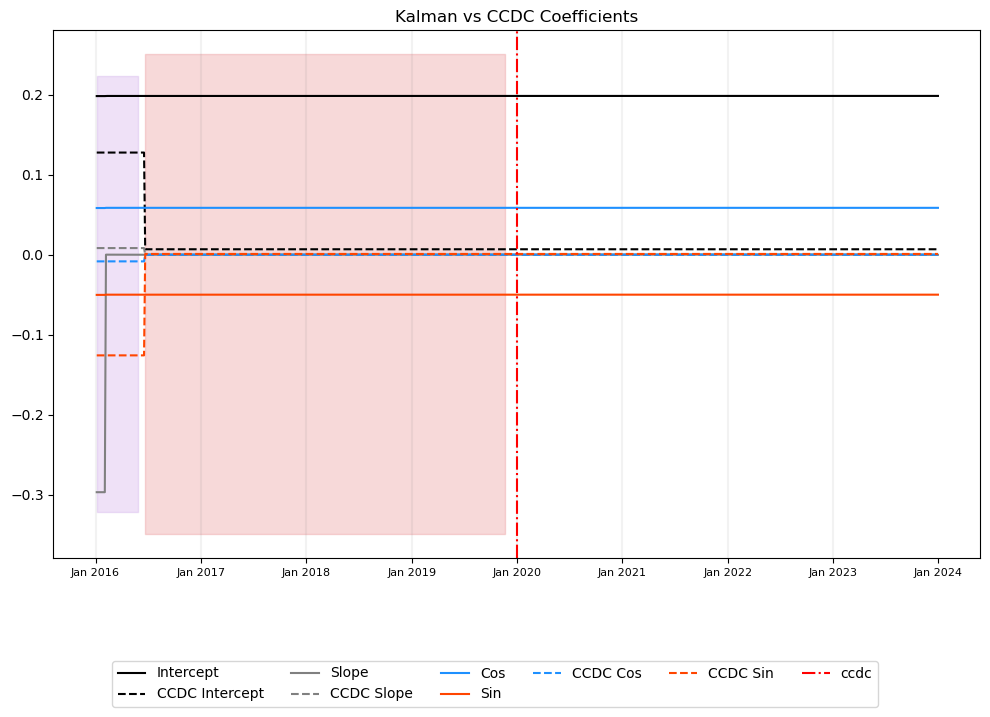 Kalman vs CCDC Coefficients
0.2
0.1
0.0
−0.1
−0.2
−0.3
Jan 2016 Jan 2017 Jan 2018 Jan 2019 Jan 2020 Jan 2021 Jan 2022 Jan 2023 Jan 2024
Intercept Slope Cos CCDC Cos CCDC Sin ccdc
CCDC Intercept CCDC Slope Sin